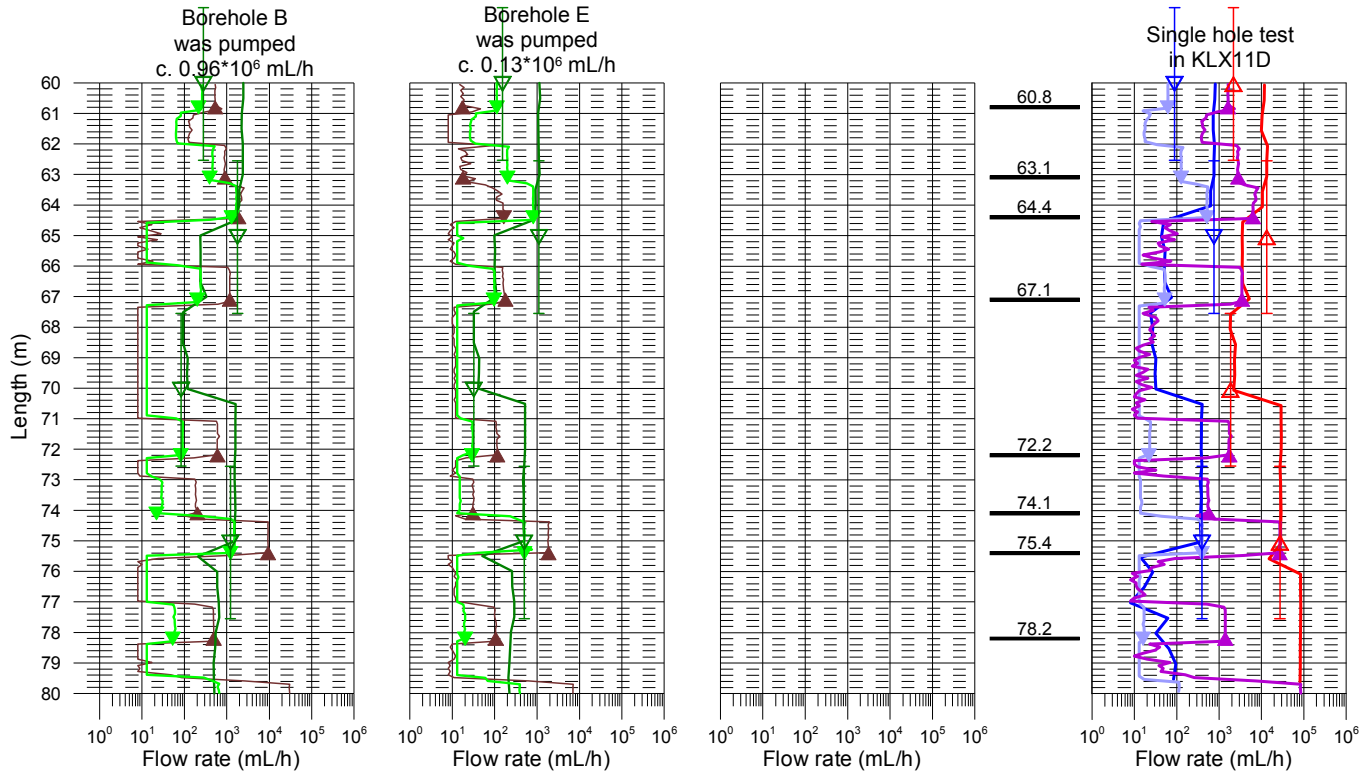 Borehole B
was pumped
c. 0.96*10⁶ mL/h
Borehole E
was pumped
c. 0.13*10⁶ mL/h
Single hole test
in KLX11D
Length (m)
60
61
62
63
64
65
66
67
68
69
70
71
72
73
74
75
76
77
78
79
80
60.8
63.1
64.4
67.1
72.2
74.1
75.4
78.2
10⁰ 10¹ 10² 10³ 10⁴ 10⁵ 10⁶
10⁰ 10¹ 10² 10³ 10⁴ 10⁵ 10⁶
10⁰ 10¹ 10² 10³ 10⁴ 10⁵ 10⁶
10⁰ 10¹ 10² 10³ 10⁴ 10⁵ 10⁶
Flow rate (mL/h)
Flow rate (mL/h)
Flow rate (mL/h)
Flow rate (mL/h)